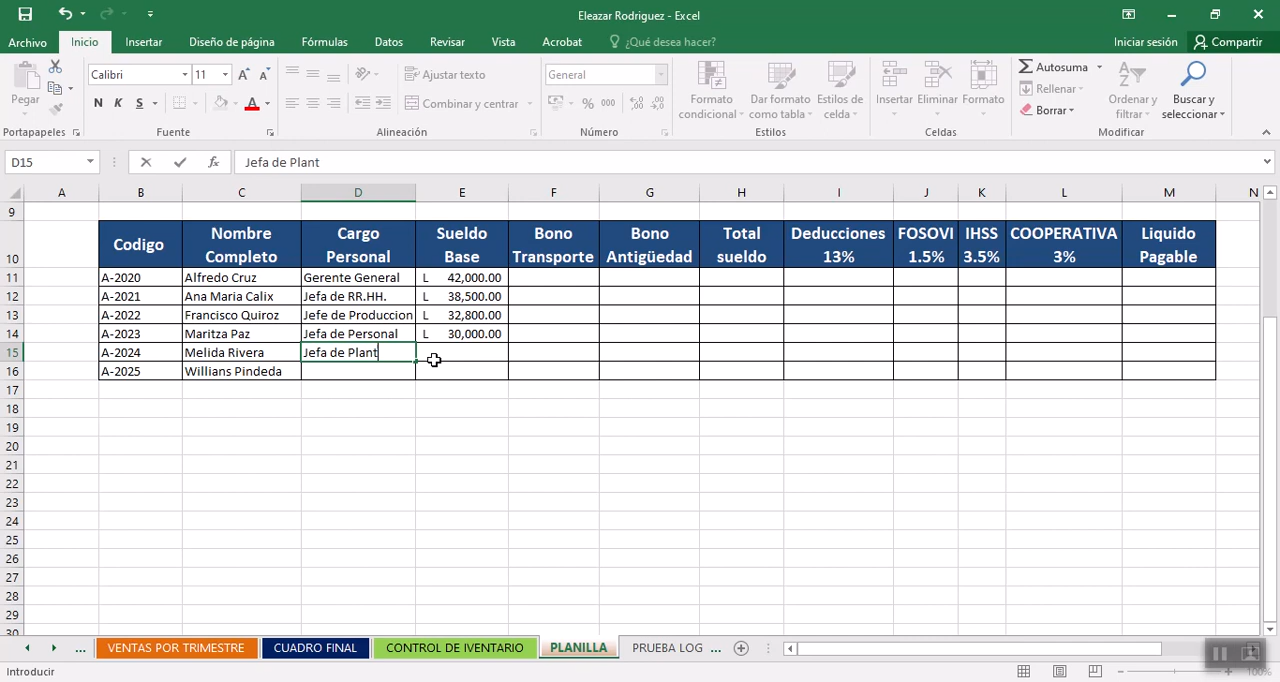 Eleazar Rodriguez - Excel
Archivo Inicio Insertar Diseño de página Fórmulas Datos Revisar Vista Acrobat ¿Qué desea hacer? Iniciar sesión Compartir
Pegar
Portapapeles
Calibri 11
N K S A
Fuente
Ajustar texto
Combinar y centrar
Alineación
General
% 000
Número
Formato condicional
Dar formato como tabla
Estilos de celda
Estilos
Insertar Eliminar Formato
Celdas
Autosuma
Rellenar
Borrar
Ordenar y filtrar
Buscar y seleccionar
Modificar
D15 fx Jefa de Plant
A B C D E F G H I J K L M N
9
10 Codigo Nombre Completo Cargo Personal Sueldo Base Bono Transporte Bono Antigüedad Total sueldo Deducciones 13% FOSOVI 1.5% IHSS 3.5% COOPERATIVA 3% Liquido Pagable
11 A-2020 Alfredo Cruz Gerente General L 42,000.00
12 A-2021 Ana Maria Calix Jefa de RR.HH. L 38,500.00
13 A-2022 Francisco Quiroz Jefe de Produccion L 32,800.00
14 A-2023 Maritza Paz Jefa de Personal L 30,000.00
15 A-2024 Melida Rivera Jefa de Plant
16 A-2025 Willians Pindeda
17
18
19
20
21
22
23
24
25
26
27
28
29
30
... VENTAS POR TRIMESTRE CUADRO FINAL CONTROL DE IVENTARIO PLANILLA PRUEBA LOG ...
Introducir 100%